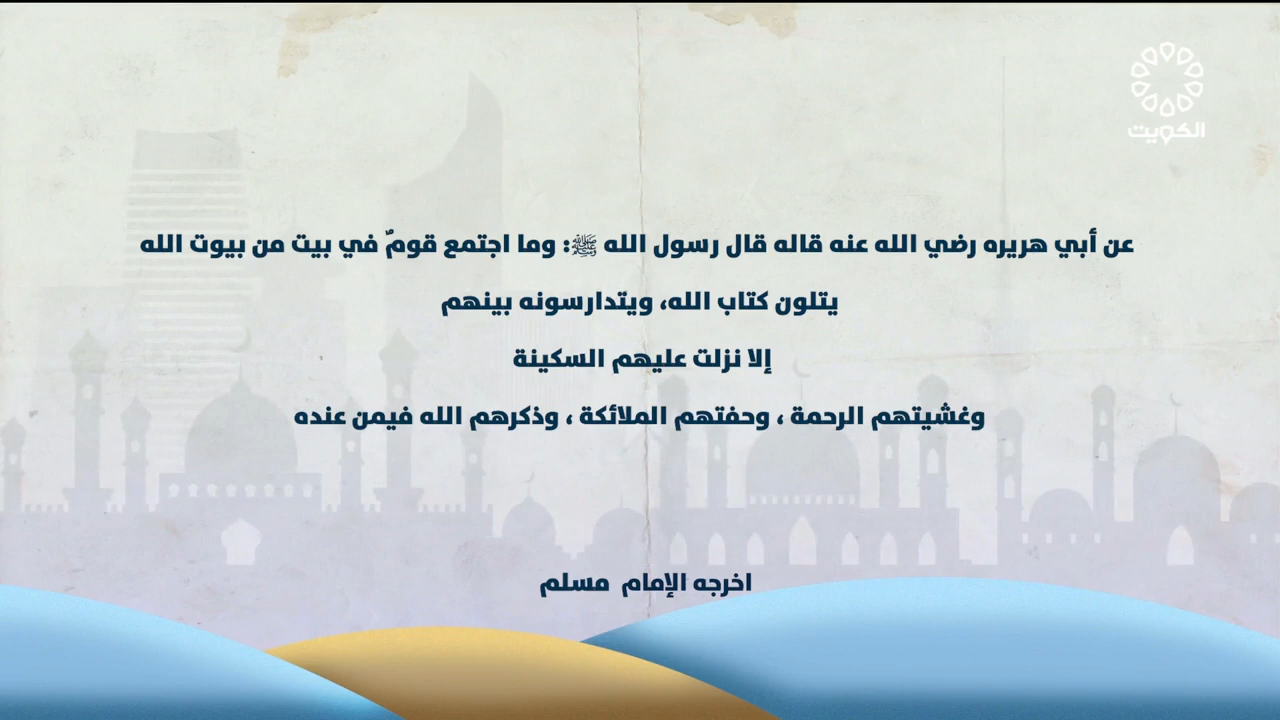 الكويت
عن أبي هريره رضي الله عنه قاله قال رسول الله ﷺ: وما اجتمع قومٌ في بيت من بيوت الله
يتلون كتاب الله، ويتدارسونه بينهم
إلا نزلت عليهم السكينة
وغشيتهم الرحمة ، وحفتهم الملائكة ، وذكرهم الله فيمن عنده
اخرجه الإمام مسلم